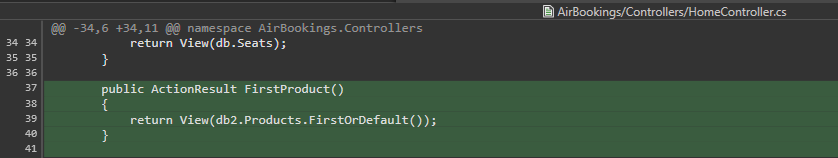 AirBookings/Controllers/HomeController.cs
@@ -34,6 +34,11 @@ namespace AirBookings.Controllers
34 34 return View(db.Seats);
35 35 }
36 36
37 public ActionResult FirstProduct()
38 {
39 return View(db2.Products.FirstOrDefault());
40 }
41